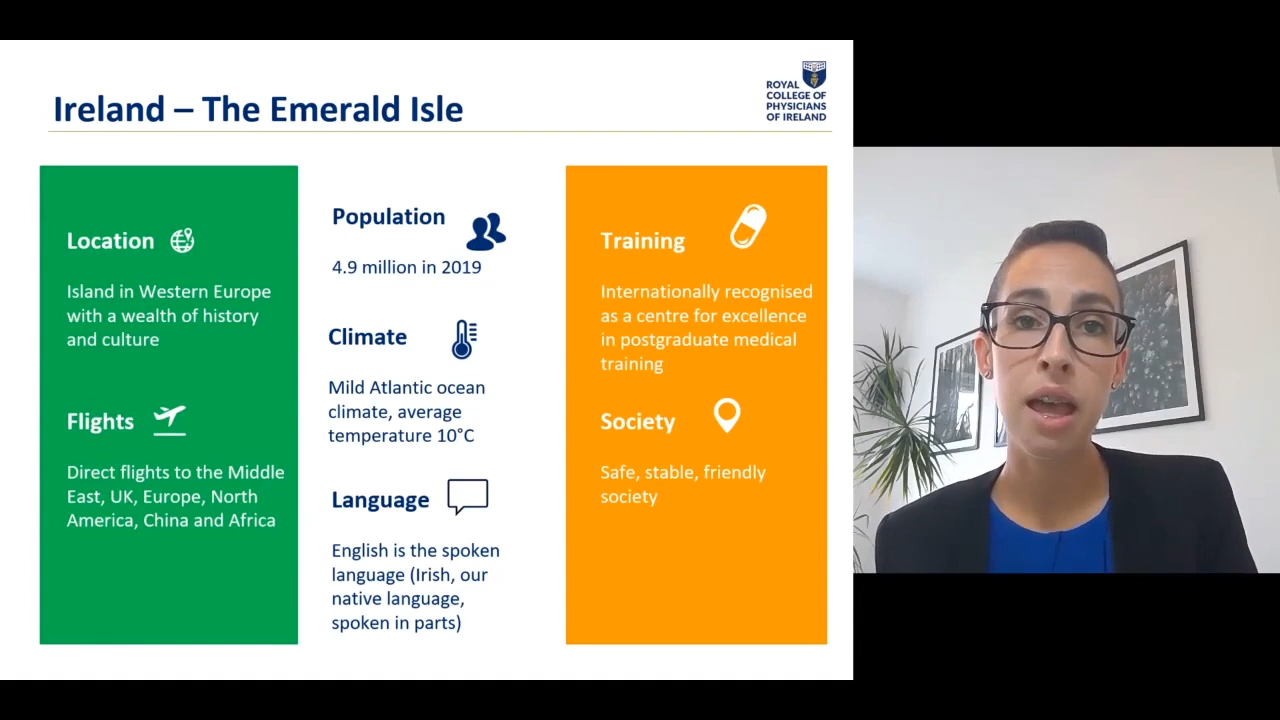 Ireland – The Emerald Isle
ROYAL
COLLEGE OF
PHYSICIANS
OF IRELAND
Location
Island in Western Europe
with a wealth of history
and culture
Flights
Direct flights to the Middle
East, UK, Europe, North
America, China and Africa
Population
4.9 million in 2019
Climate
Mild Atlantic ocean
climate, average
temperature 10°C
Language
English is the spoken
language (Irish, our
native language,
spoken in parts)
Training
Internationally recognised
as a centre for excellence
in postgraduate medical
training
Society
Safe, stable, friendly
society